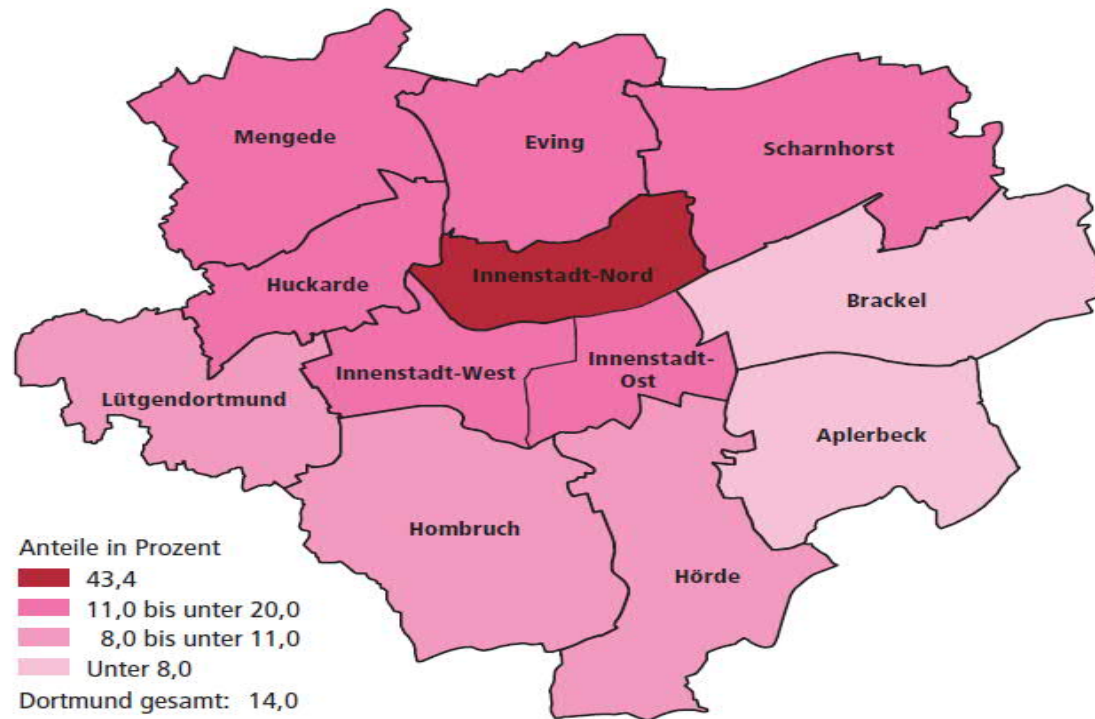 Mengede
Eving
Scharnhorst
Huckarde
Innenstadt-Nord
Brackel
Innenstadt-West
Innenstadt-
Ost
Lütgendortmund
Aplerbeck
Hombruch
Hörde
Anteile in Prozent
43,4
11,0 bis unter 20,0
8,0 bis unter 11,0
Unter 8,0
Dortmund gesamt: 14,0